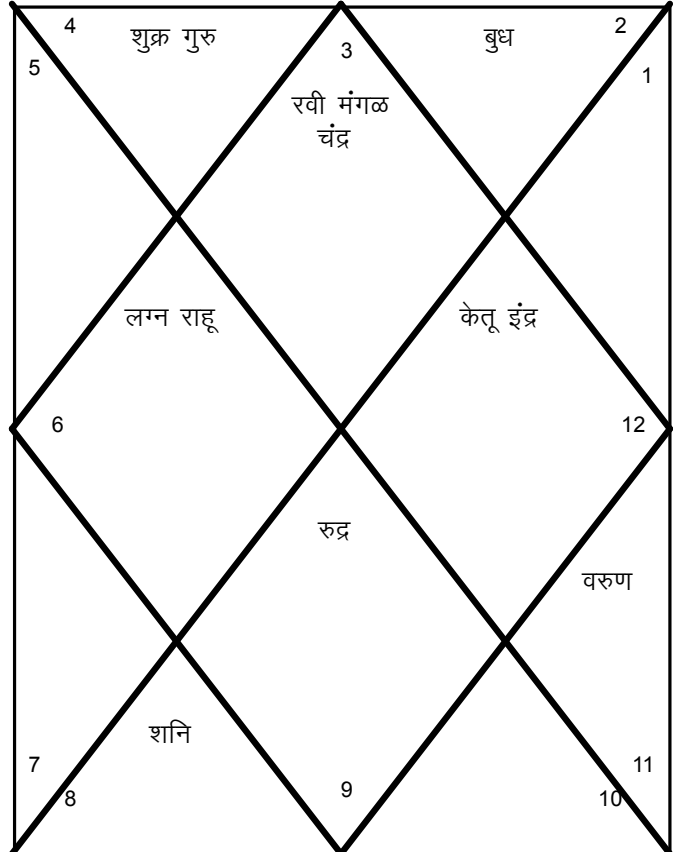 4 शुक्र गुरु 3 बुध 2
5 1
रवी मंगळ
चंद्र
लग्न राहू केतू इंद्र
6 12
रुद्र
वरुण
शनि
7 9 11
8 10